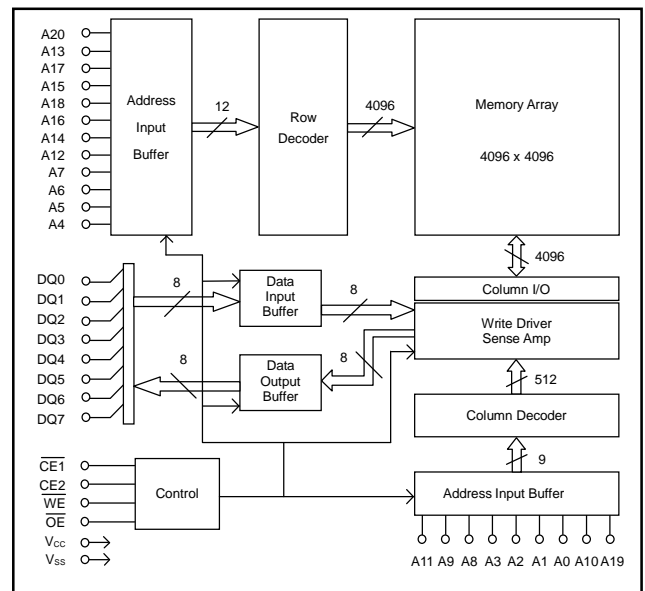 A20
A13
A17
A15
A18
A16
A14
A12
A7
A6
A5
A4
Address
Input
Buffer
12
Row
Decoder
4096
Memory Array
4096 x 4096
4096
Column I/O
DQ0
DQ1
DQ2
DQ3
DQ4
DQ5
DQ6
DQ7
8
Data
Input
Buffer
8
Write Driver
Sense Amp
8
Data
Output
Buffer
8
512
Column Decoder
9
C̅E̅1̅
CE2
W̅E̅
O̅E̅
VCC
VSS
Control
Address Input Buffer
A11 A9 A8 A3 A2 A1 A0 A10 A19